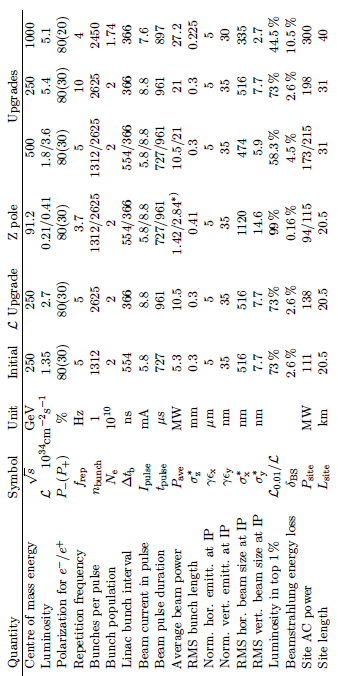 Quantity Symbol Unit Initial ℒ Upgrade Z pole Upgrades
Centre of mass energy √s GeV 250 250 91.2 500 250 1000
Luminosity ℒ 10³⁴cm⁻²s⁻¹ 1.35 2.7 0.21/0.41 1.8/3.6 5.4 5.1
Polarization for e⁻/e⁺ P₋(P₊) % 80(30) 80(30) 80(30) 80(30) 80(30) 80(20)
Repetition frequency f_rep Hz 5 5 3.7 5 10 4
Bunches per pulse n_bunch 1 1312 2625 1312/2625 1312/2625 2625 2450
Bunch population N_e 10¹⁰ 2 2 2 2 2 1.74
Linac bunch interval Δt_b ns 554 366 554/366 554/366 366 366
Beam current in pulse I_pulse mA 5.8 8.8 5.8/8.8 5.8/8.8 8.8 7.6
Beam pulse duration t_pulse μs 727 961 727/961 727/961 961 897
Average beam power P_ave MW 5.3 10.5 1.42/2.84*) 10.5/21 21 27.2
RMS bunch length σ*_z mm 0.3 0.3 0.41 0.3 0.3 0.225
Norm. hor. emitt. at IP γϵ_x μm 5 5 5 5 5 5
Norm. vert. emitt. at IP γϵ_y nm 35 35 35 35 35 30
RMS hor. beam size at IP σ*_x nm 516 516 1120 474 516 335
RMS vert. beam size at IP σ*_y nm 7.7 7.7 14.6 5.9 7.7 2.7
Luminosity in top 1% ℒ₀.₀₁/ℒ 73% 73% 99% 58.3% 73% 44.5%
Beamstrahlung energy loss δ_BS 2.6% 2.6% 0.16% 4.5% 2.6% 10.5%
Site AC power P_site MW 111 138 94/115 173/215 198 300
Site length L_site km 20.5 20.5 20.5 31 31 40